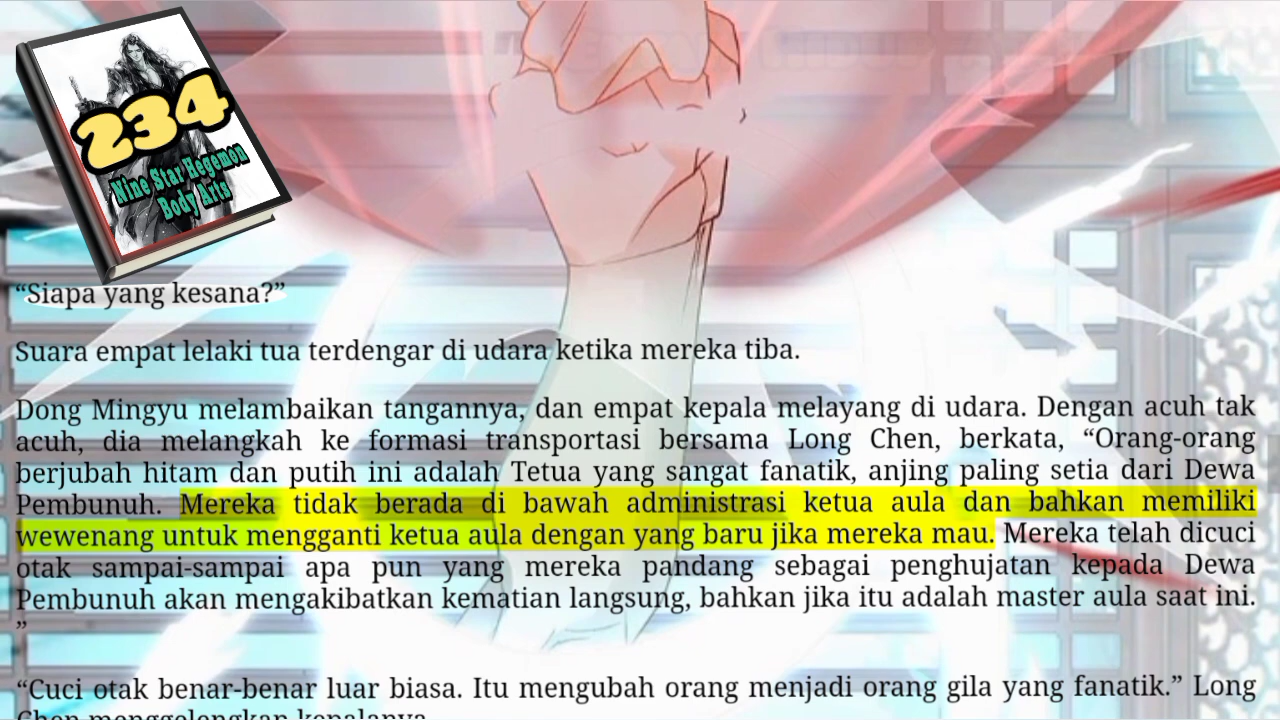 234
Nine Star Hegemon
Body Arts
“Siapa yang kesana?”
Suara empat lelaki tua terdengar di udara ketika mereka tiba.
Dong Mingyu melambaikan tangannya, dan empat kepala melayang di udara. Dengan acuh tak
acuh, dia melangkah ke formasi transportasi bersama Long Chen, berkata, “Orang-orang
berjubah hitam dan putih ini adalah Tetua yang sangat fanatik, anjing paling setia dari Dewa
Pembunuh. Mereka tidak berada di bawah administrasi ketua aula dan bahkan memiliki
wewenang untuk mengganti ketua aula dengan yang baru jika mereka mau. Mereka telah dicuci
otak sampai-sampai apa pun yang mereka pandang sebagai penghujatan kepada Dewa
Pembunuh akan mengakibatkan kematian langsung, bahkan jika itu adalah master aula saat ini.
”
“Cuci otak benar-benar luar biasa. Itu mengubah orang menjadi orang gila yang fanatik.” Long
Chen menggelengkan kepalanya.